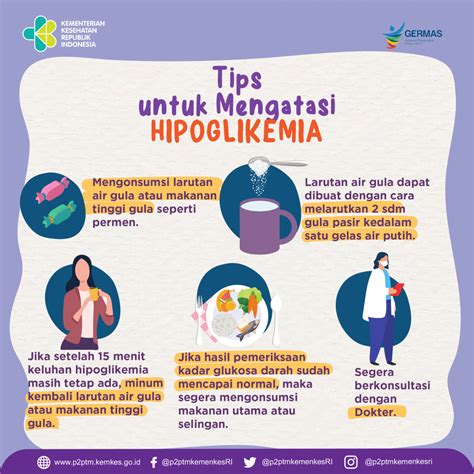 KEMENTERIAN
KESEHATAN
REPUBLIK
INDONESIA
GERMAS
Tips
untuk Mengatasi
HIPOGLIKEMIA
Mengonsumsi larutan
air gula atau makanan
tinggi gula seperti
permen.
Larutan air gula dapat
dibuat dengan cara
melarutkan 2 sdm
gula pasir kedalam
satu gelas air putih.
Jika setelah 15 menit
keluhan hipoglikemia
masih tetap ada, minum
kembali larutan air gula
atau makanan tinggi
gula.
Jika hasil pemeriksaan
kadar glukosa darah sudah
mencapai normal, maka
segera mengonsumsi
makanan utama atau
selingan.
Segera
berkonsultasi
dengan
Dokter.
www.p2ptm.kemkes.go.id
@p2ptmkemenkesRI
@p2ptmkemenkesRI
@p2ptmkemenkesri